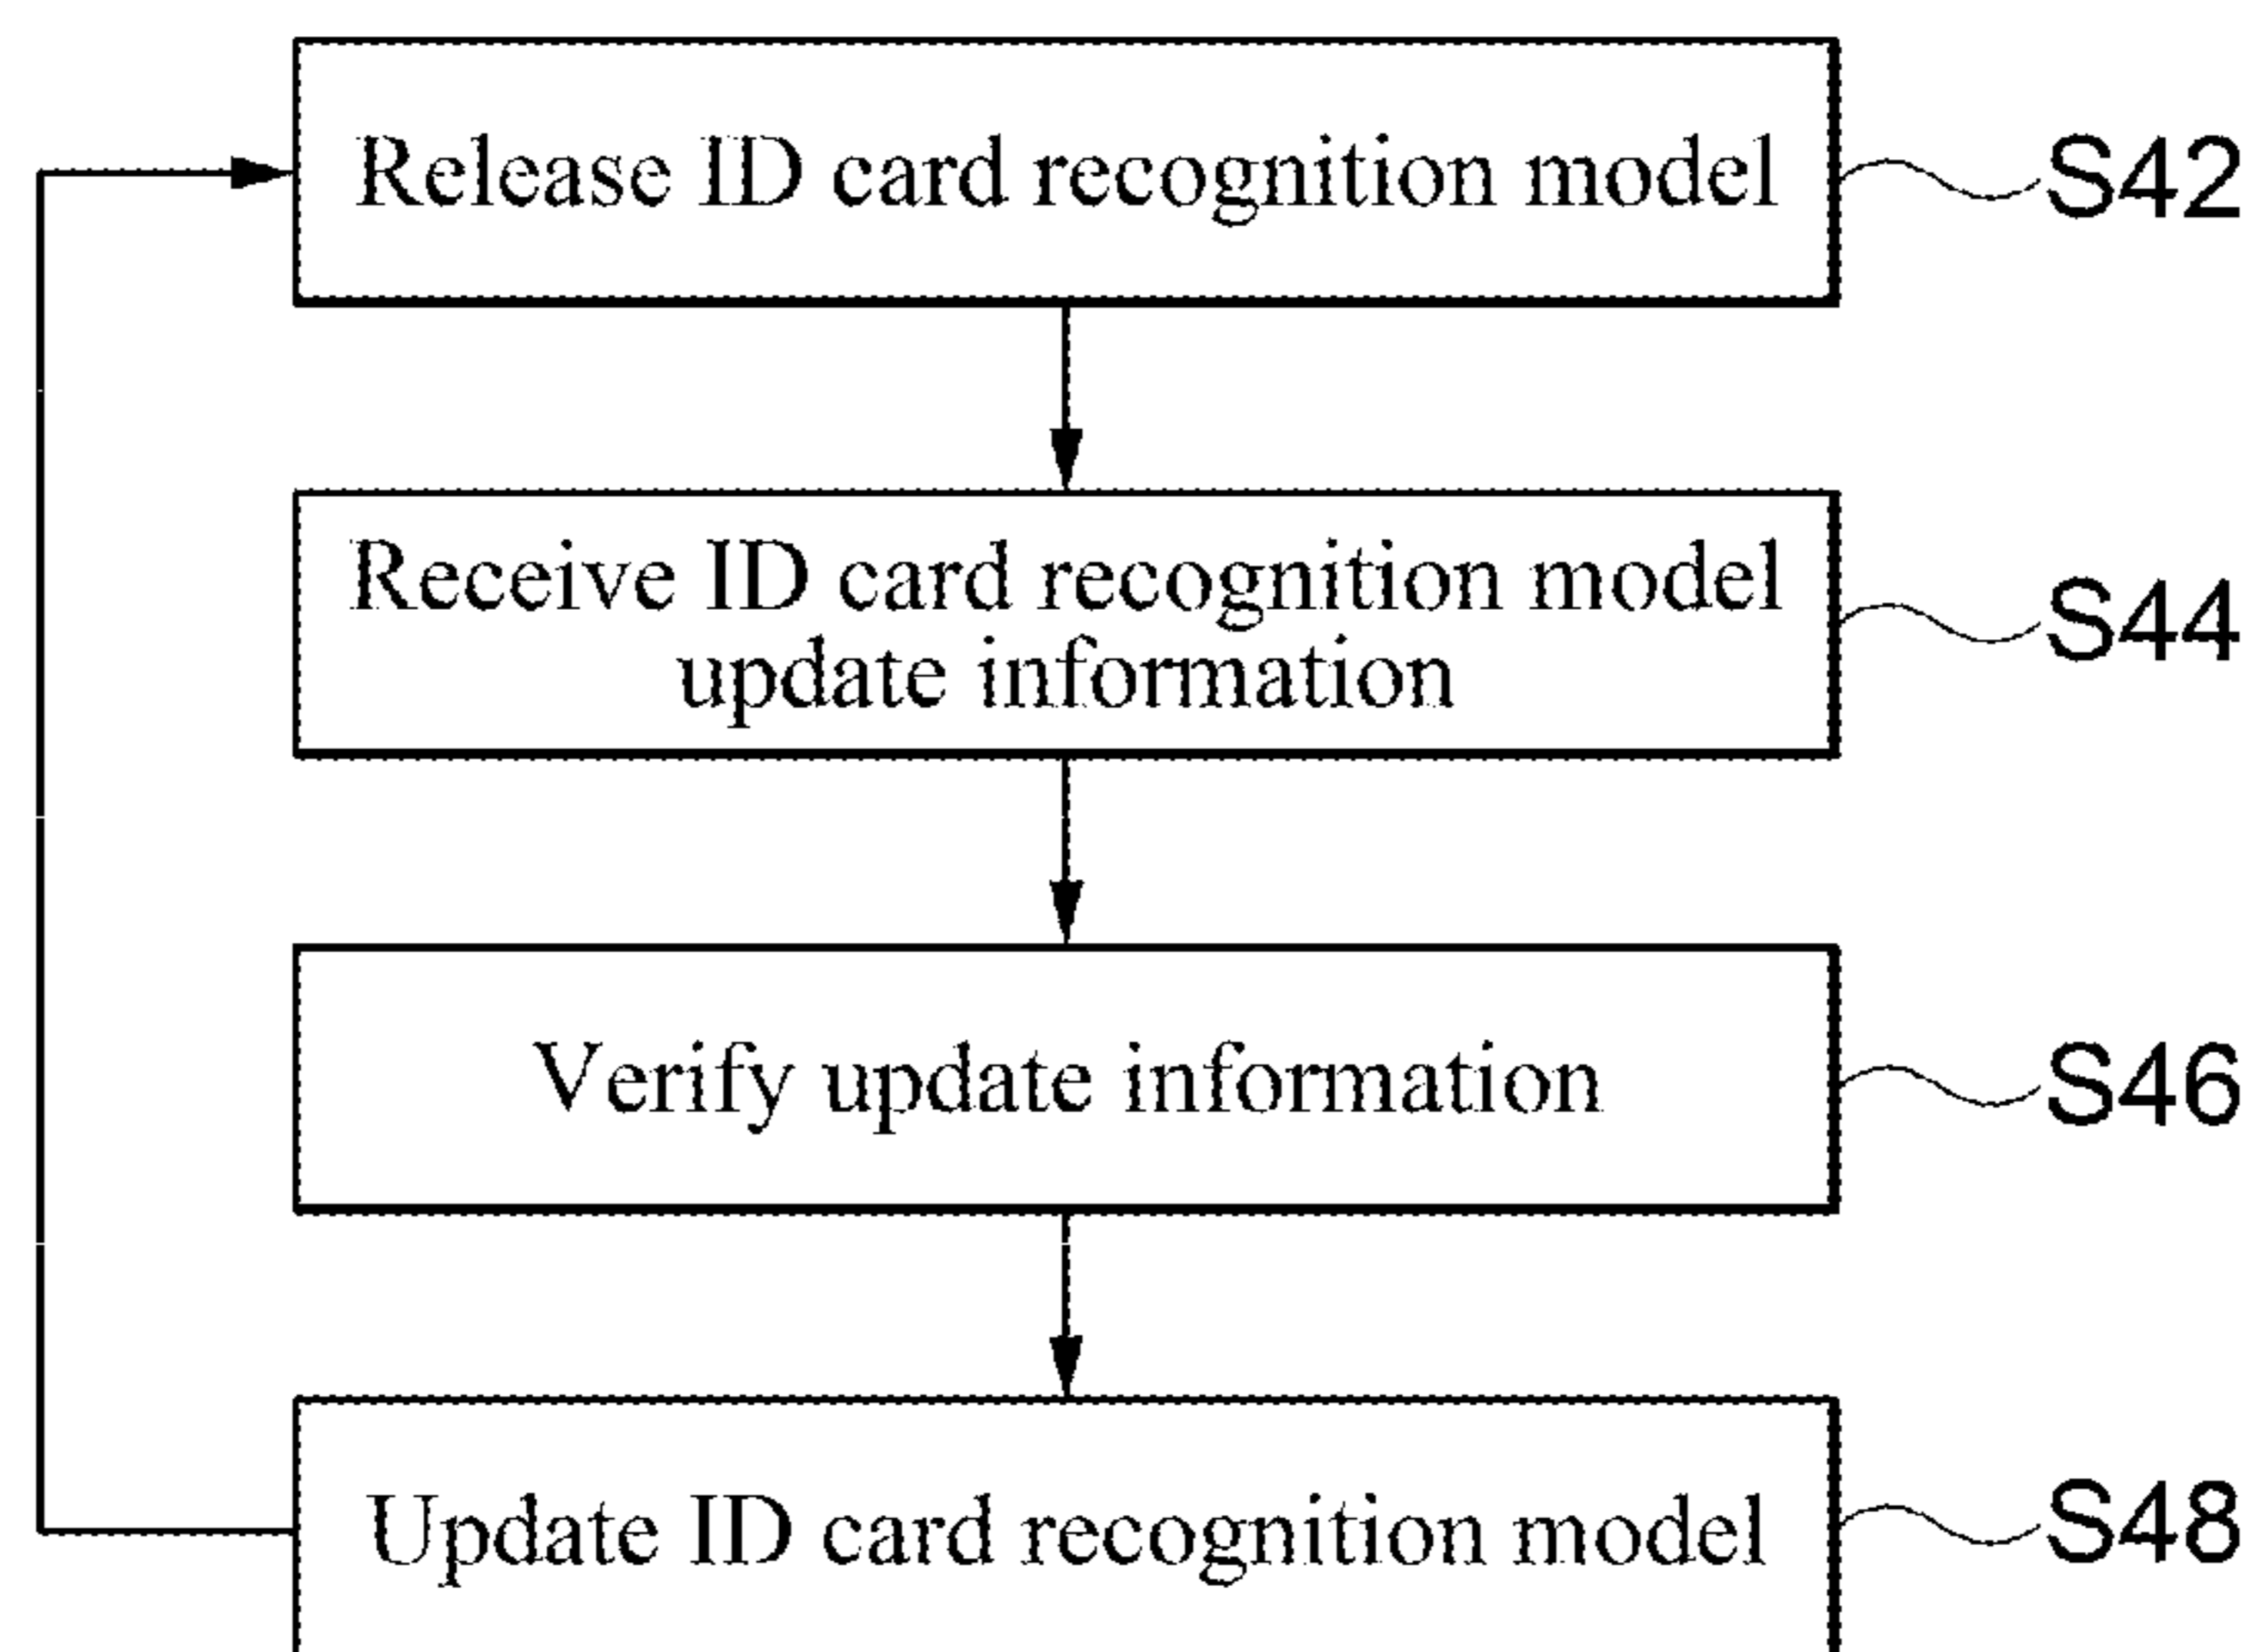 Release ID card recognition model
S42
Receive ID card recognition model
update information
S44
Verify update information
S46
Update ID card recognition model
S48